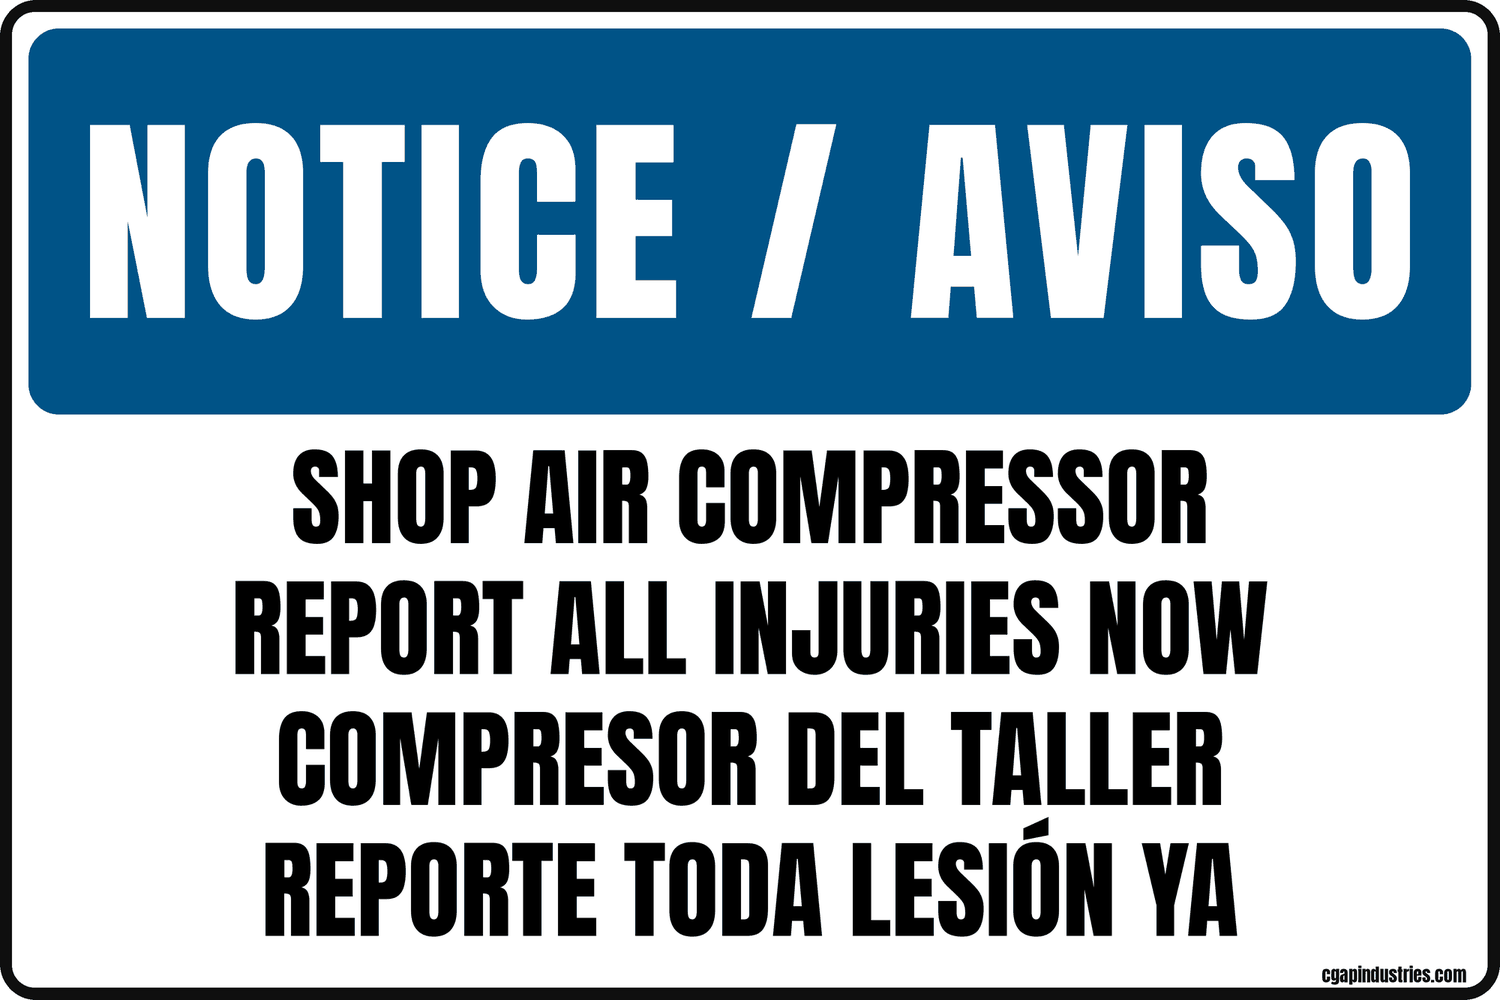 NOTICE / AVISO
SHOP AIR COMPRESSOR
REPORT ALL INJURIES NOW
COMPRESOR DEL TALLER
REPORTE TODA LESIÓN YA
cgapindustries.com